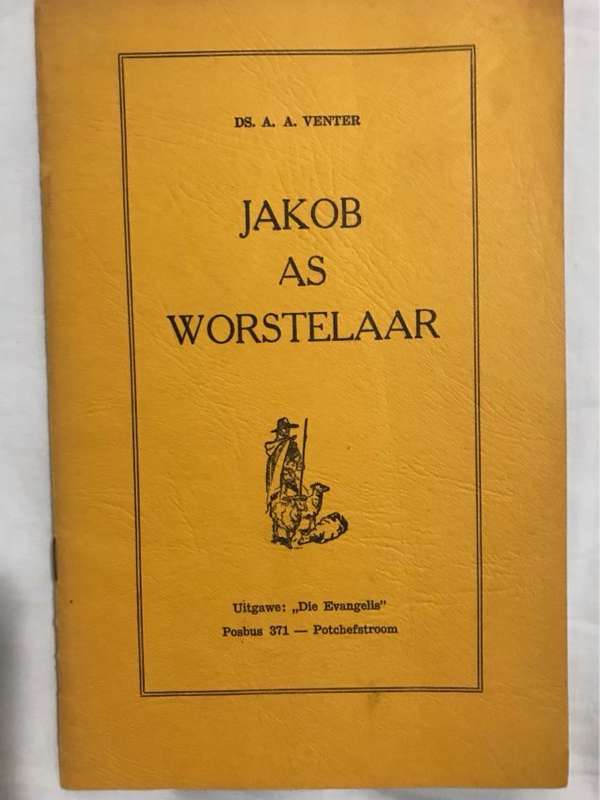 DS. A. A. VENTER
JAKOB
AS
WORSTELAAR
Uitgawe: „Die Evangelis”
Posbus 371 — Potchefstroom